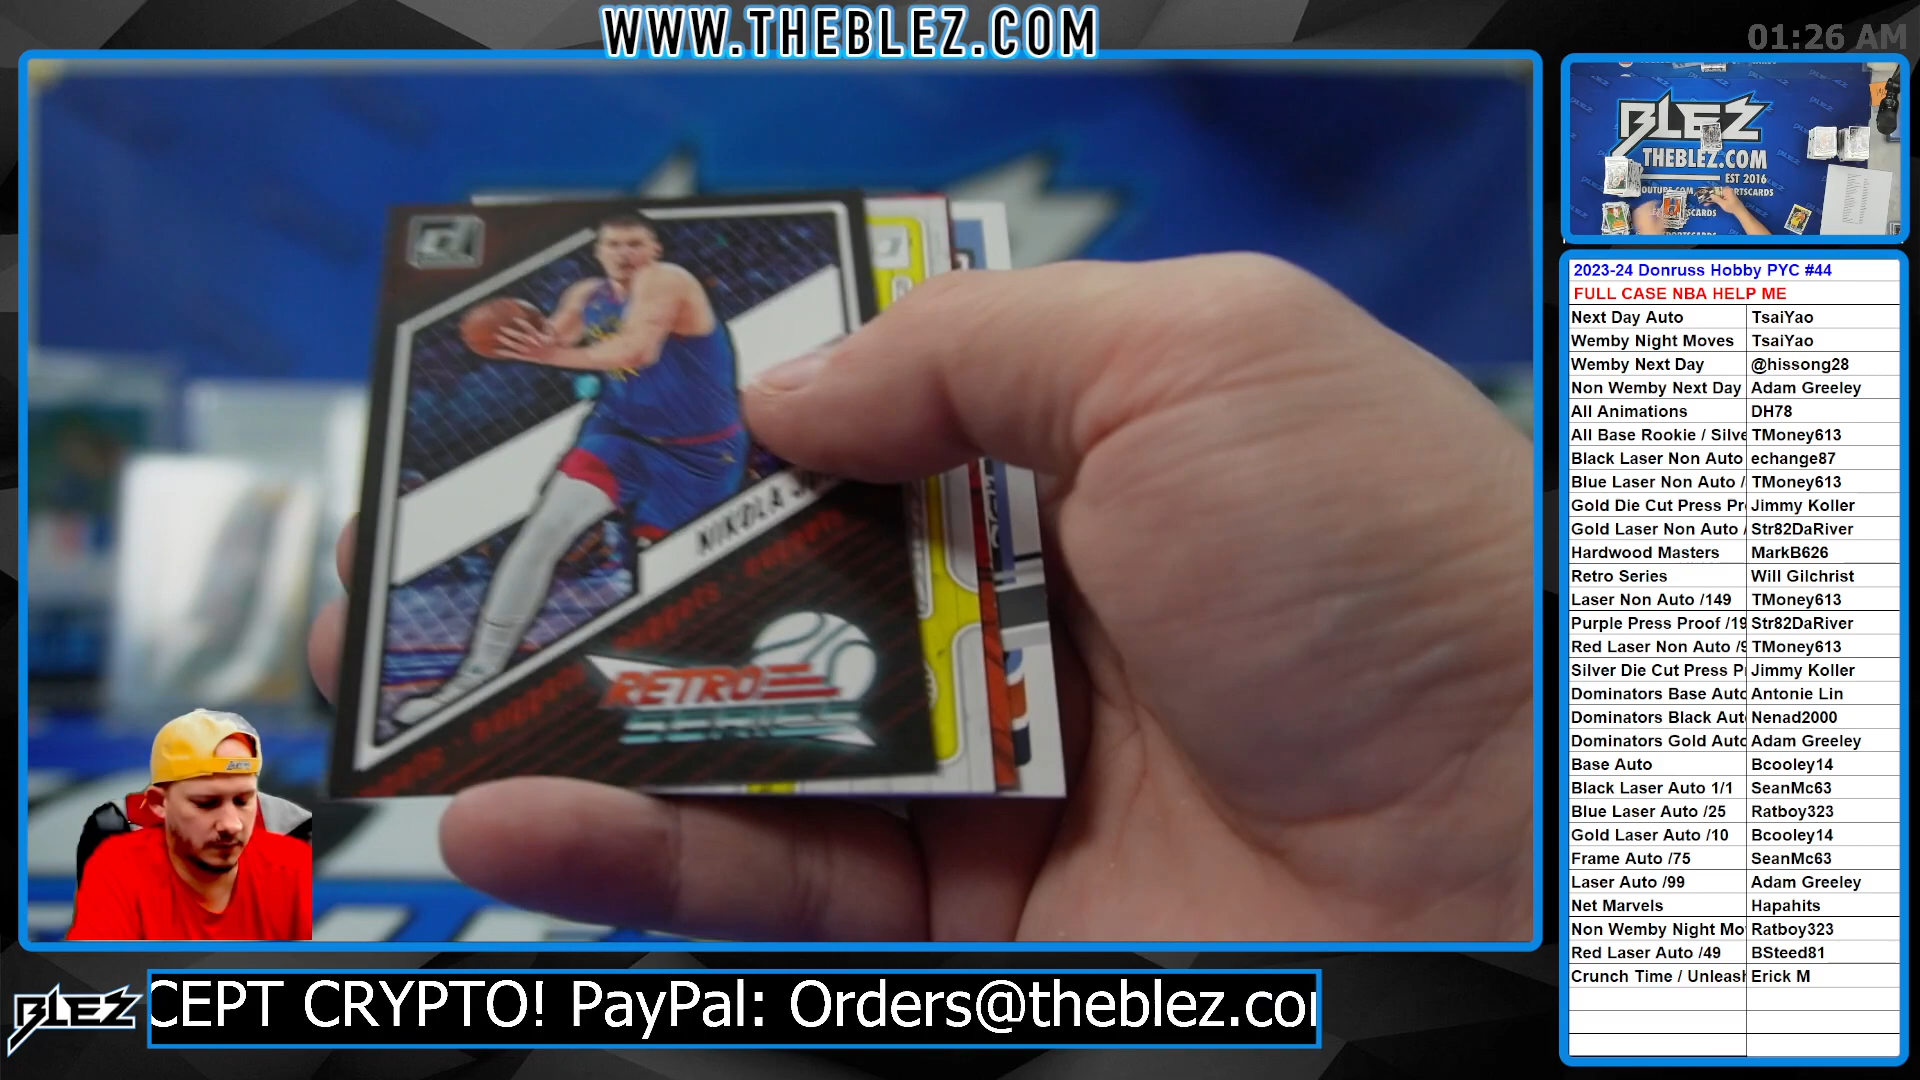 WWW.THEBLEZ.COM
01:26 AM
BLEZ
THEBLEZ.COM
EST 2016
2023-24 Donruss Hobby PYC #44
FULL CASE NBA HELP ME
Next Day Auto TsaiYao
Wemby Night Moves TsaiYao
Wemby Next Day @hissong28
Non Wemby Next Day Adam Greeley
All Animations DH78
All Base Rookie / Silve TMoney613
Black Laser Non Auto echange87
Blue Laser Non Auto / TMoney613
Gold Die Cut Press Pr Jimmy Koller
Gold Laser Non Auto / Str82DaRiver
Hardwood Masters MarkB626
Retro Series Will Gilchrist
Laser Non Auto /149 TMoney613
Purple Press Proof /19 Str82DaRiver
Red Laser Non Auto /9 TMoney613
Silver Die Cut Press P Jimmy Koller
Dominators Base Auto Antonie Lin
Dominators Black Aut Nenad2000
Dominators Gold Auto Adam Greeley
Base Auto Bcooley14
Black Laser Auto 1/1 SeanMc63
Blue Laser Auto /25 Ratboy323
Gold Laser Auto /10 Bcooley14
Frame Auto /75 SeanMc63
Laser Auto /99 Adam Greeley
Net Marvels Hapahits
Non Wemby Night Mo Ratboy323
Red Laser Auto /49 BSteed81
Crunch Time / Unleash Erick M
NIKOLA
RETRO
SERIES
BLEZ
CEPT CRYPTO! PayPal: Orders@theblez.co